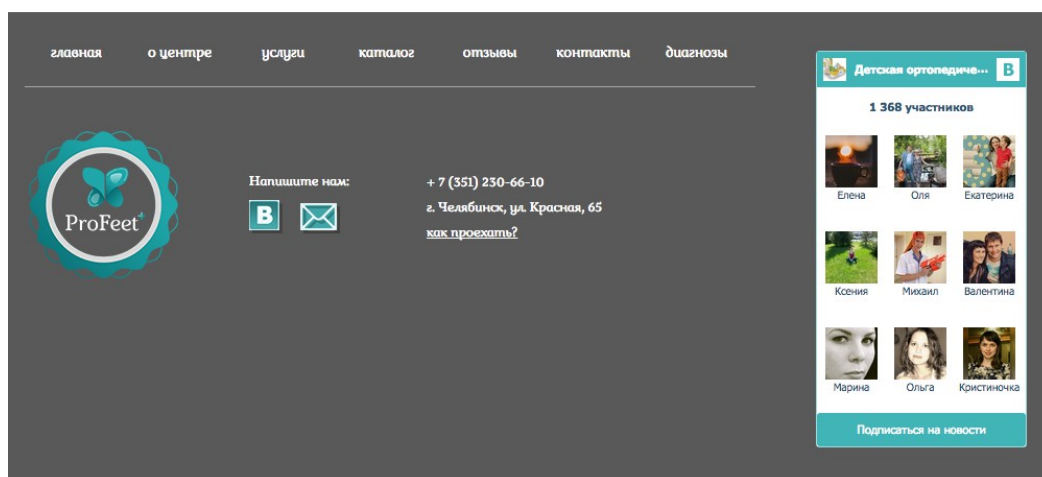 главная о центре услуги каталог отзывы контакты диагнозы
ProFeet+
Напишите нам:
B
+ 7 (351) 230-66-10
г. Челябинск, ул. Красная, 65
как проехать?
Детская ортопедиче... B
1 368 участников
Елена Оля Екатерина
Ксения Михаил Валентина
Марина Ольга Кристиночка
Подписаться на новости